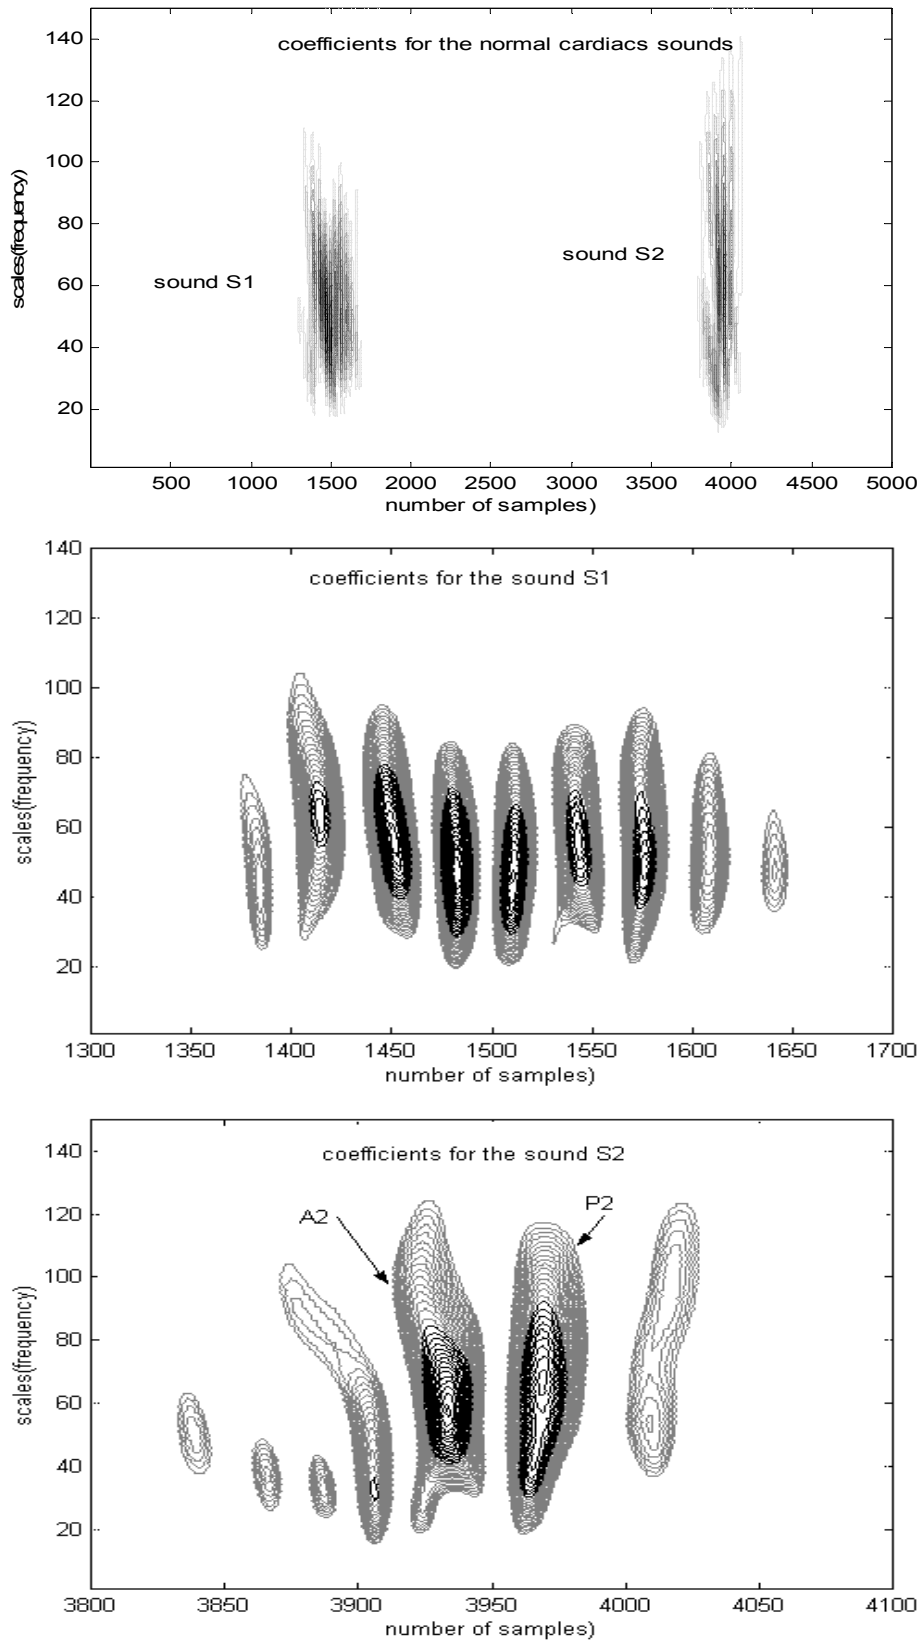 coefficients for the normal cardiacs sounds
140
120
100
80
60
40
20
scales(frequency)
sound S1
sound S2
500 1000 1500 2000 2500 3000 3500 4000 4500 5000
number of samples)
coefficients for the sound S1
140
120
100
80
60
40
20
scales(frequency)
1300 1350 1400 1450 1500 1550 1600 1650 1700
number of samples)
coefficients for the sound S2
140
120
100
80
60
40
20
scales(frequency)
A2
P2
3800 3850 3900 3950 4000 4050 4100
number of samples)